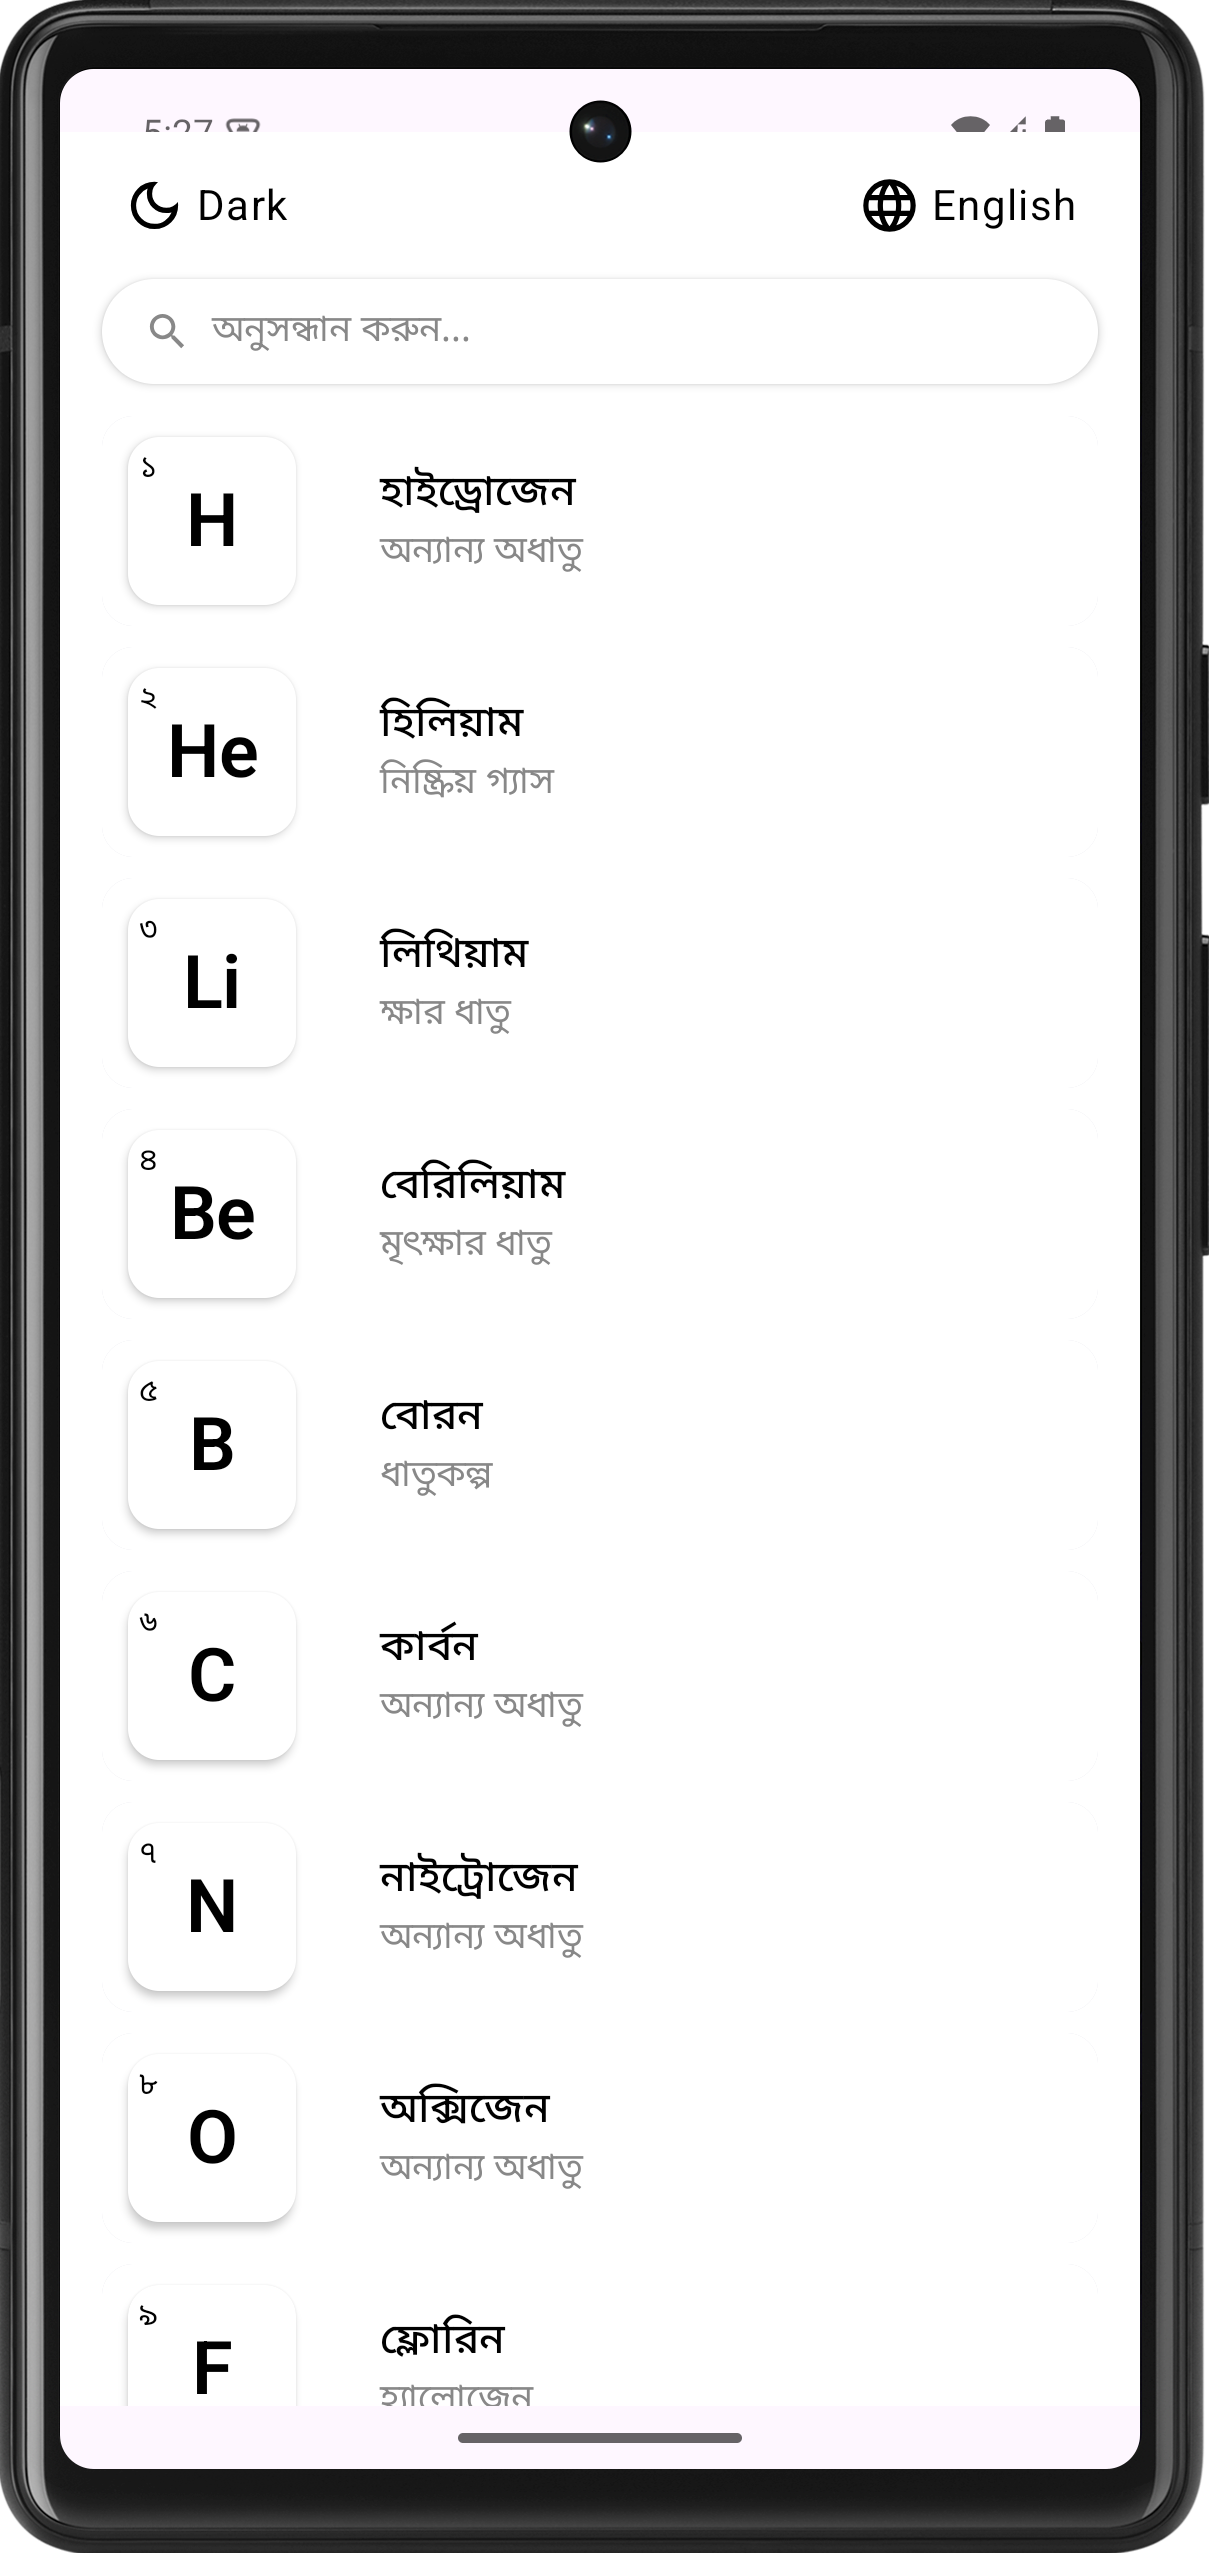 5:27
Dark
English
অনুসন্ধান করুন...
১
H
হাইড্রোজেন
অন্যান্য অধাতু
২
He
হিলিয়াম
নিষ্ক্রিয় গ্যাস
৩
Li
লিথিয়াম
ক্ষার ধাতু
৪
Be
বেরিলিয়াম
মৃৎক্ষার ধাতু
৫
B
বোরন
ধাতুকল্প
৬
C
কার্বন
অন্যান্য অধাতু
৭
N
নাইট্রোজেন
অন্যান্য অধাতু
৮
O
অক্সিজেন
অন্যান্য অধাতু
৯
F
ফ্লোরিন
হ্যালোজেন